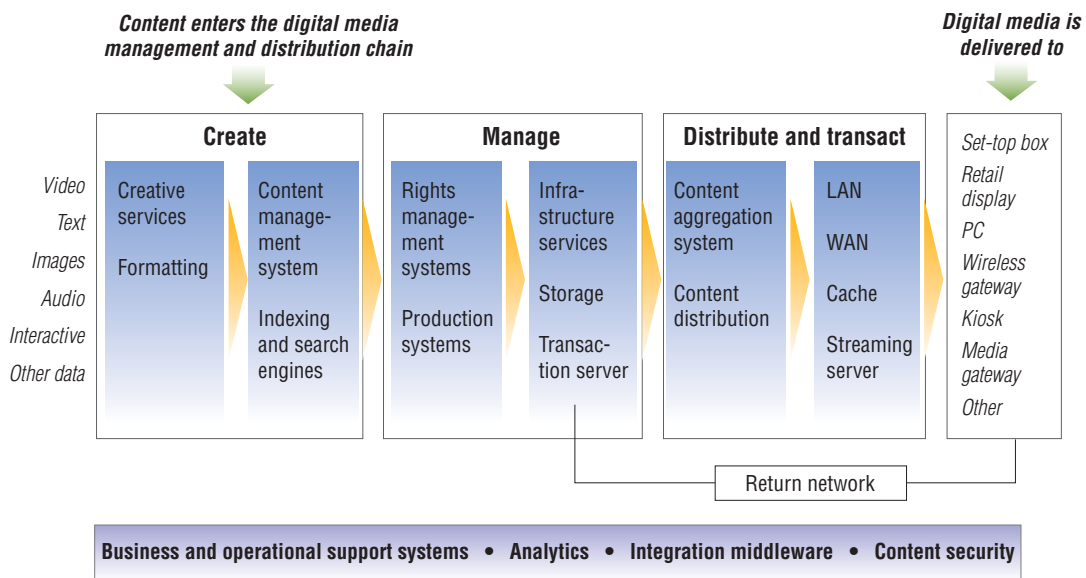 Content enters the digital media
management and distribution chain
Digital media is
delivered to
Video
Text
Images
Audio
Interactive
Other data
Create
Creative
services
Formatting
Content
manage-
ment
system
Indexing
and search
engines
Manage
Rights
manage-
ment
systems
Production
systems
Infra-
structure
services
Storage
Transac-
tion server
Distribute and transact
Content
aggregation
system
Content
distribution
LAN
WAN
Cache
Streaming
server
Set-top box
Retail
display
PC
Wireless
gateway
Kiosk
Media
gateway
Other
Return network
Business and operational support systems • Analytics • Integration middleware • Content security